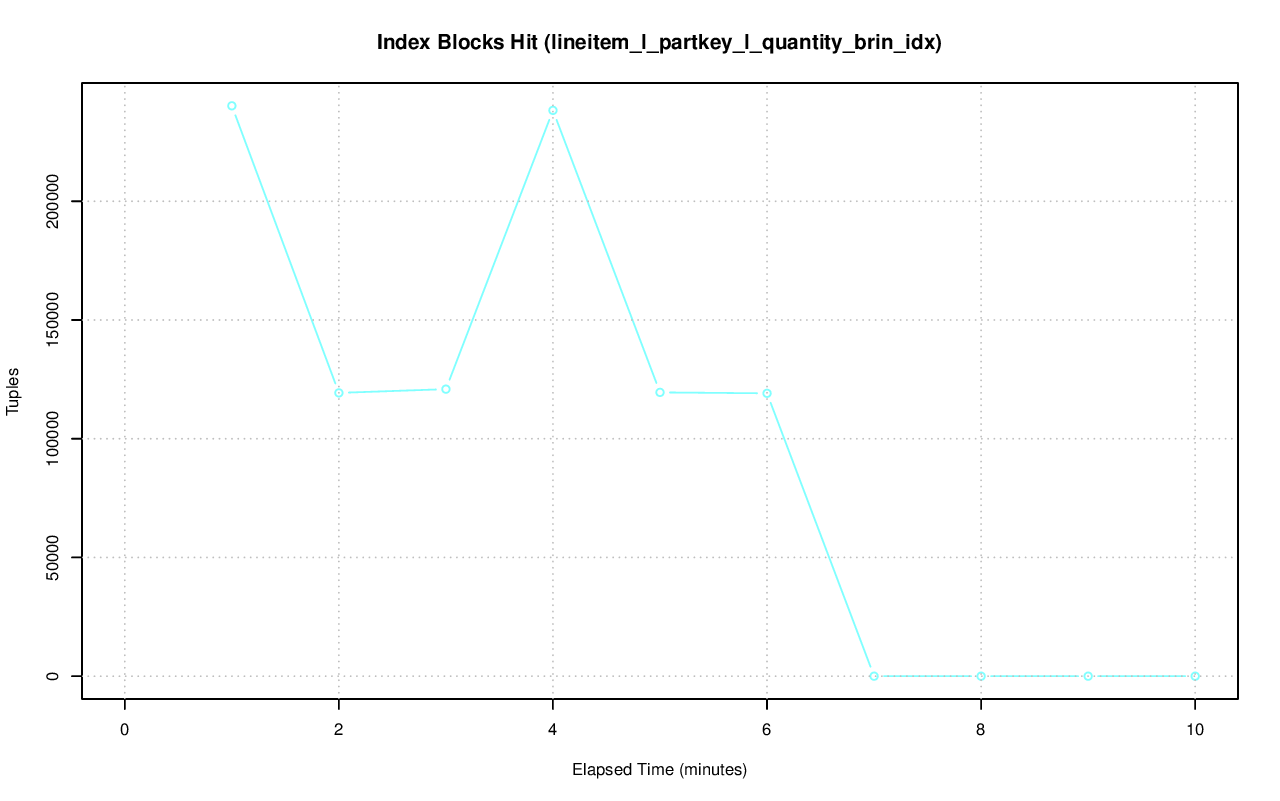 Index Blocks Hit (lineitem_l_partkey_l_quantity_brin_idx)
Tuples
200000
150000
100000
50000
0
0 2 4 6 8 10
Elapsed Time (minutes)